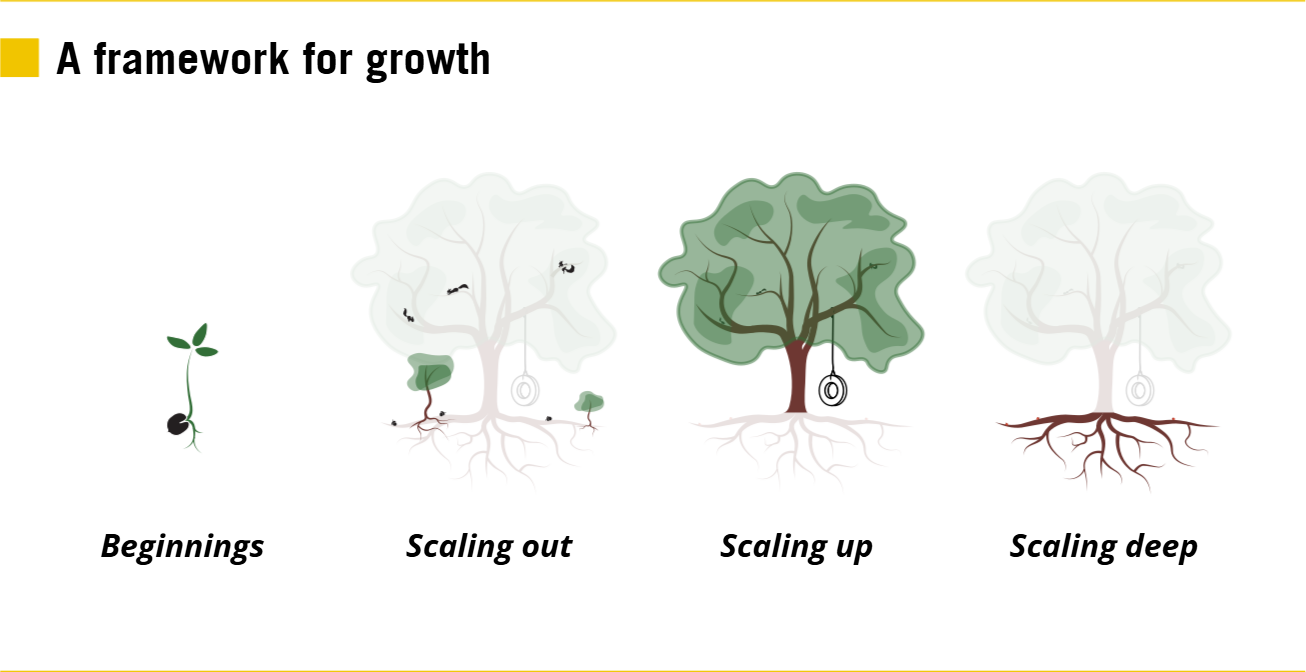 A framework for growth
Beginnings
Scaling out
Scaling up
Scaling deep